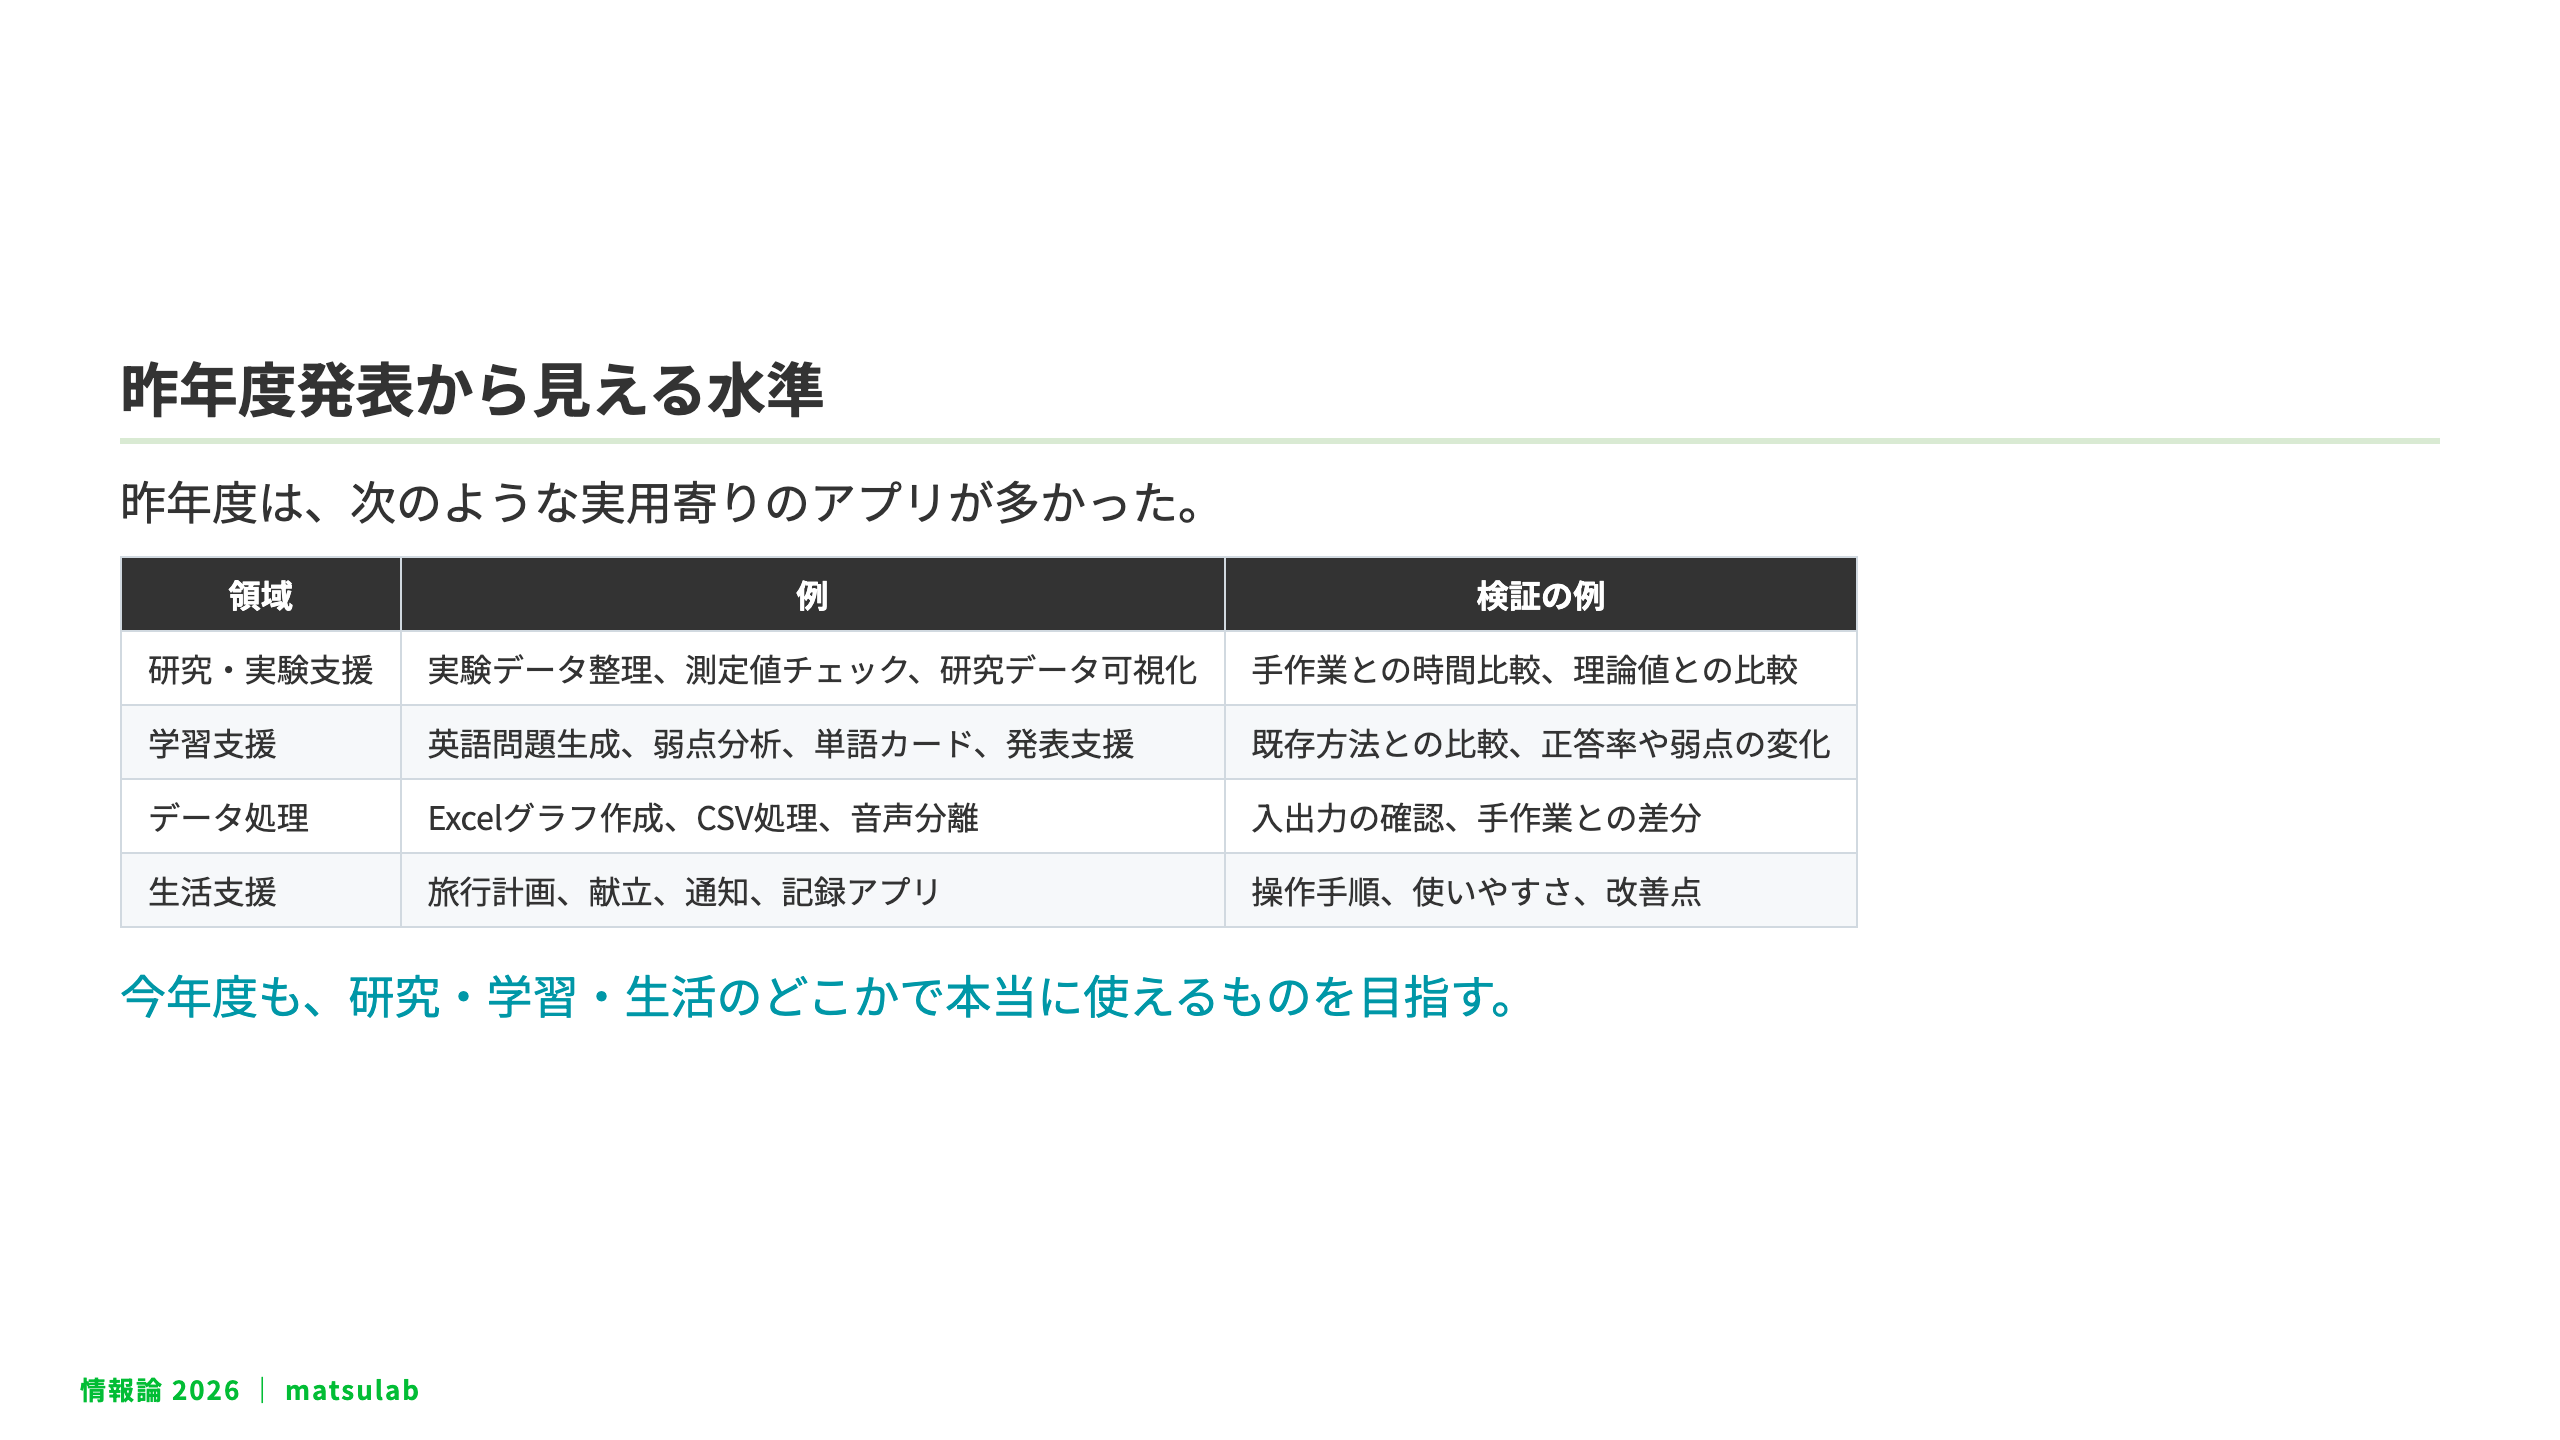 昨年度発表から見える水準
昨年度は、次のような実用寄りのアプリが多かった。
領域 例 検証の例
研究・実験支援 実験データ整理、測定値チェック、研究データ可視化 手作業との時間比較、理論値との比較
学習支援 英語問題生成、弱点分析、単語カード、発表支援 既存方法との比較、正答率や弱点の変化
データ処理 Excelグラフ作成、CSV処理、音声分離 入出力の確認、手作業との差分
生活支援 旅行計画、献立、通知、記録アプリ 操作手順、使いやすさ、改善点
今年度も、研究・学習・生活のどこかで本当に使えるものを目指す。
情報論 2026 ｜ matsulab